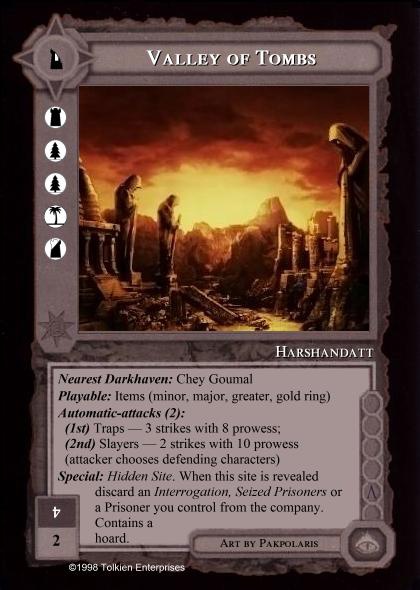 VALLEY OF TOMBS
HARSHANDATT
Nearest Darkhaven: Chey Goumal
Playable: Items (minor, major, greater, gold ring)
Automatic-attacks (2):
(1st) Traps — 3 strikes with 8 prowess;
(2nd) Slayers — 2 strikes with 10 prowess
(attacker chooses defending characters)
Special: Hidden Site. When this site is revealed
discard an Interrogation, Seized Prisoners or
a Prisoner you control from the company.
Contains a
hoard.
4
2
ART BY PAKPOLARIS
©1998 Tolkien Enterprises